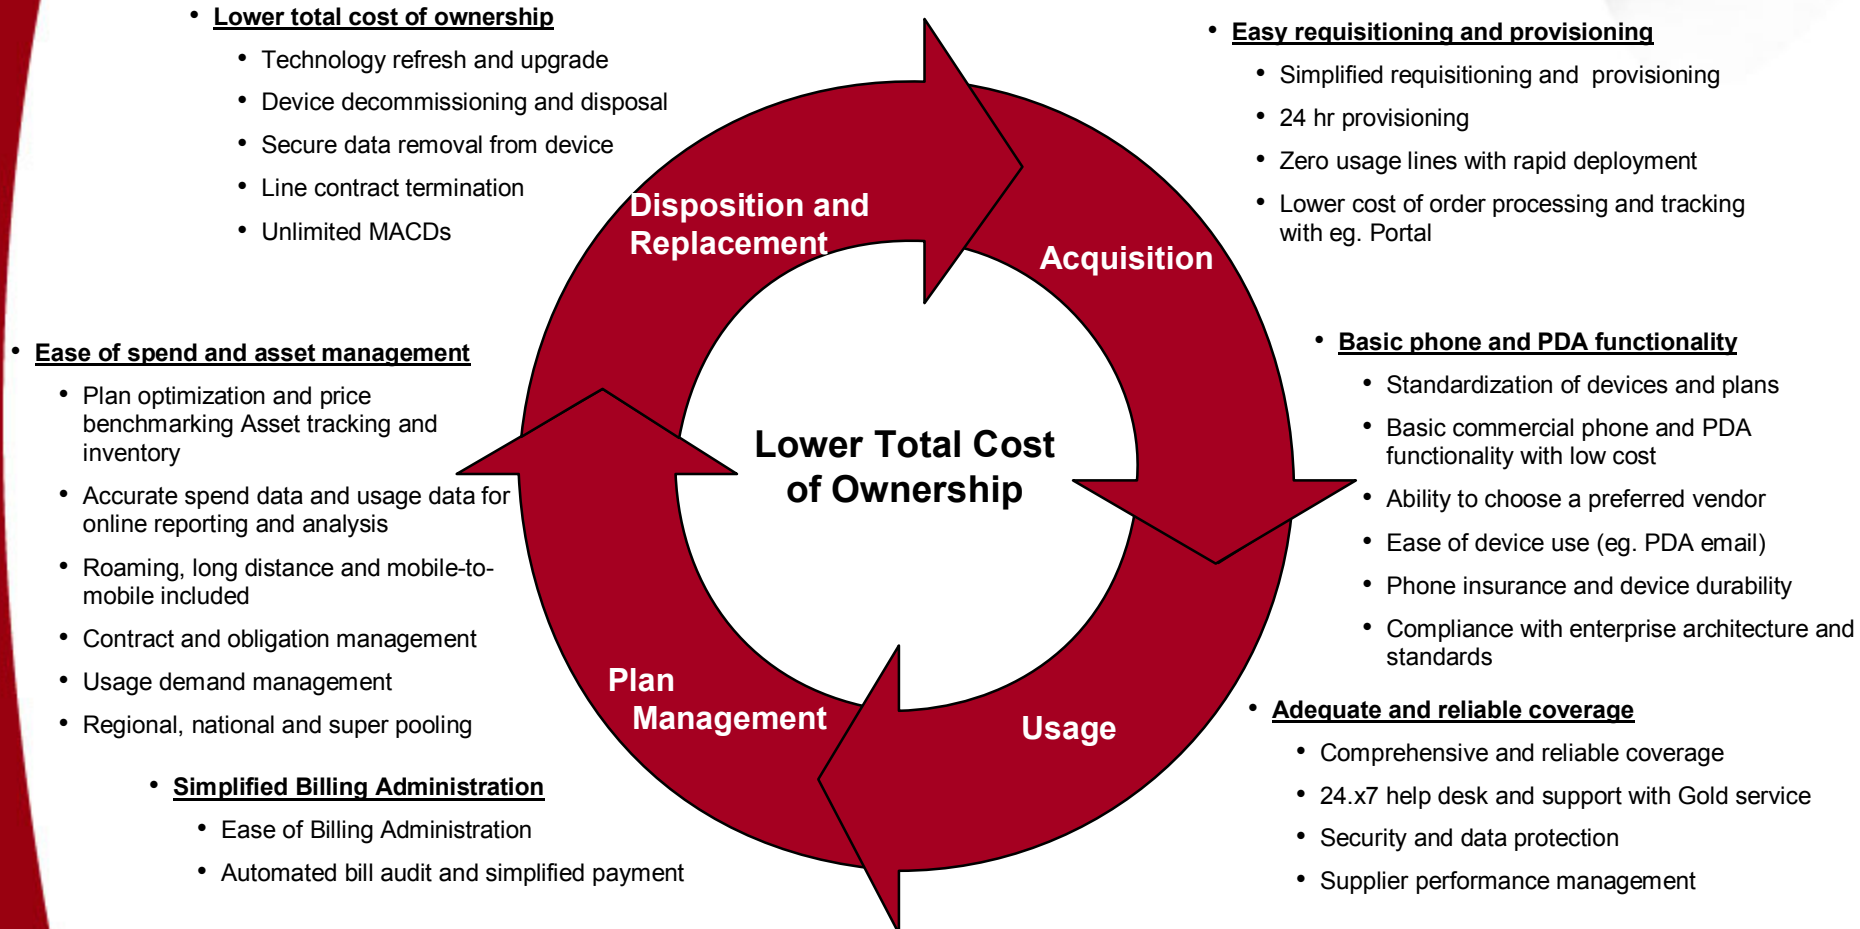 • Lower total cost of ownership
• Technology refresh and upgrade
• Device decommissioning and disposal
• Secure data removal from device
• Line contract termination
• Unlimited MACDs
• Easy requisitioning and provisioning
• Simplified requisitioning and  provisioning
• 24 hr provisioning
• Zero usage lines with rapid deployment
• Lower cost of order processing and tracking
with eg. Portal
Disposition and
Replacement
Acquisition
• Ease of spend and asset management
• Plan optimization and price
benchmarking Asset tracking and
inventory
• Accurate spend data and usage data for
online reporting and analysis
• Roaming, long distance and mobile-to-
mobile included
• Contract and obligation management
• Usage demand management
• Regional, national and super pooling
Lower Total Cost
of Ownership
• Basic phone and PDA functionality
• Standardization of devices and plans
• Basic commercial phone and PDA
functionality with low cost
• Ability to choose a preferred vendor
• Ease of device use (eg. PDA email)
• Phone insurance and device durability
• Compliance with enterprise architecture and
standards
Plan
Management
Usage
• Adequate and reliable coverage
• Comprehensive and reliable coverage
• 24.x7 help desk and support with Gold service
• Security and data protection
• Supplier performance management
• Simplified Billing Administration
• Ease of Billing Administration
• Automated bill audit and simplified payment